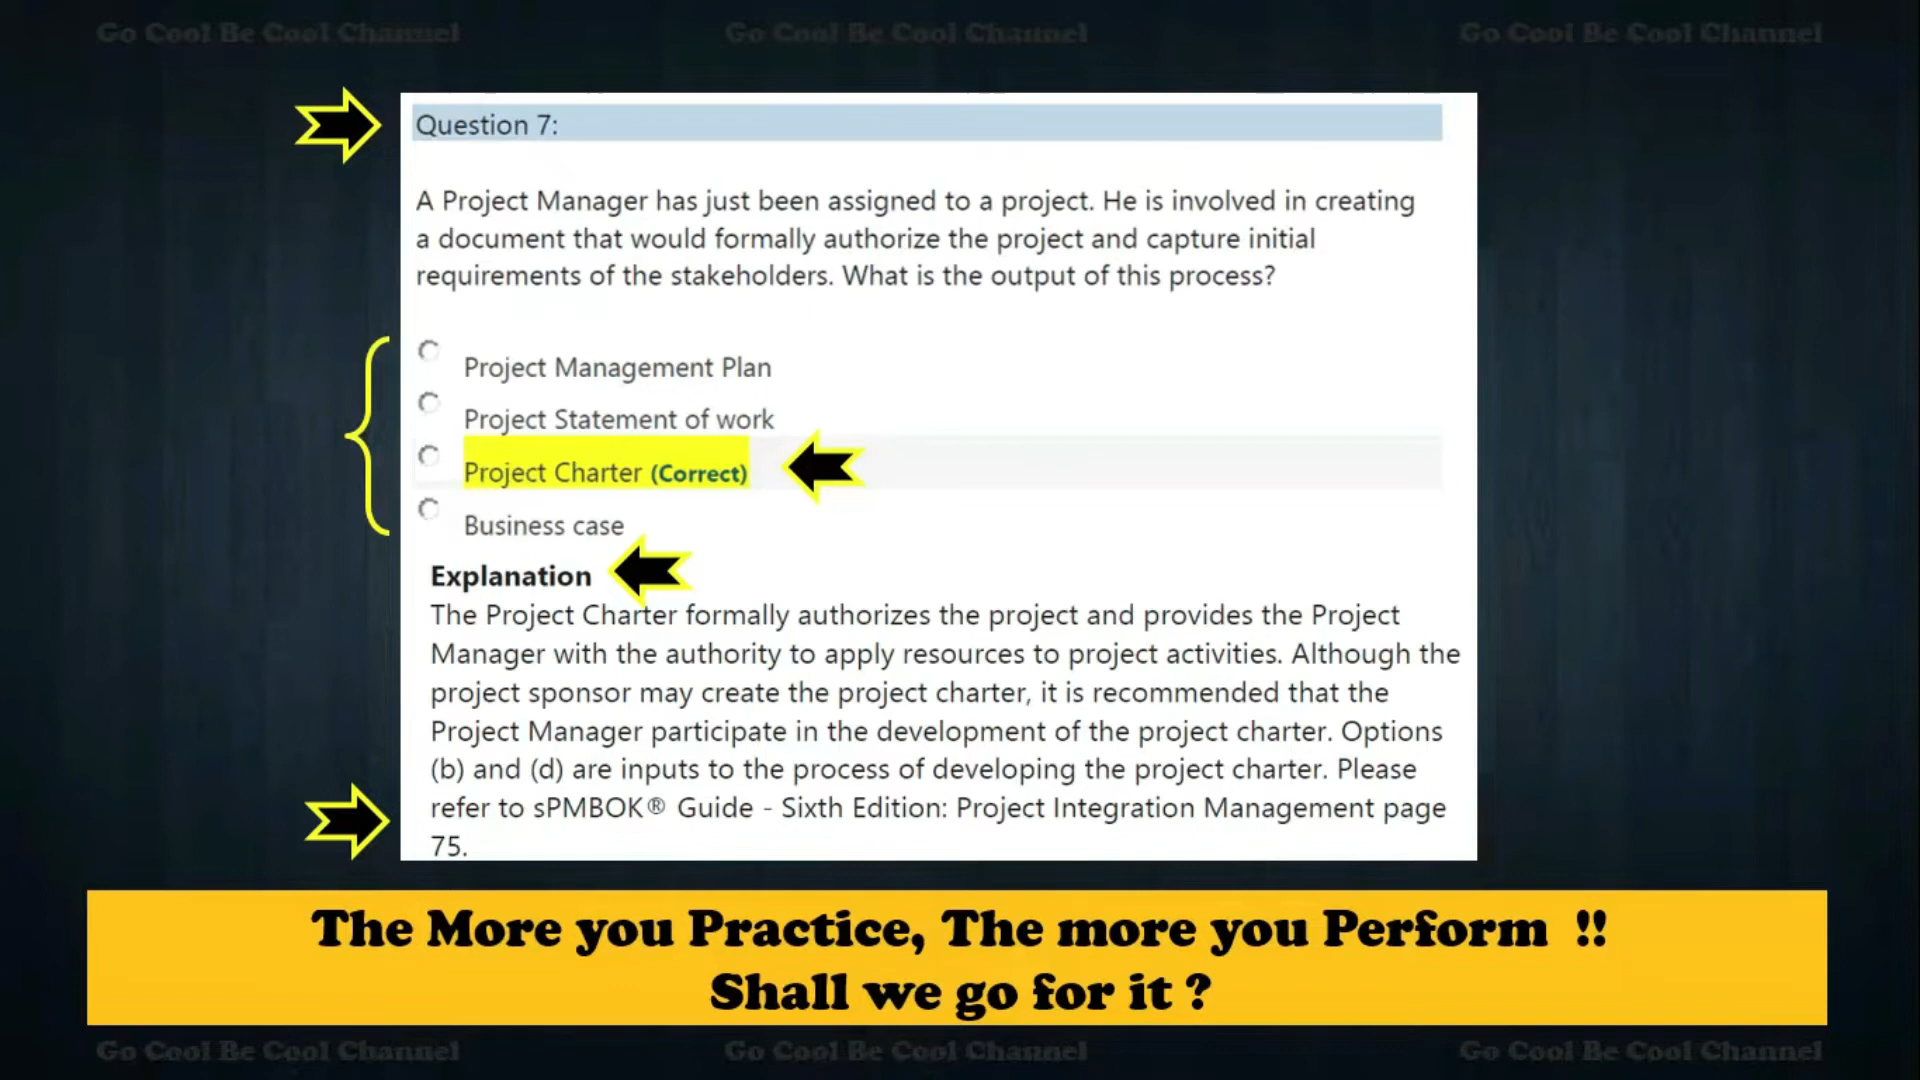 Go Cool Be Cool Channel Go Cool Be Cool Channel Go Cool Be Cool Channel
Question 7:
A Project Manager has just been assigned to a project. He is involved in creating
a document that would formally authorize the project and capture initial
requirements of the stakeholders. What is the output of this process?
Project Management Plan
Project Statement of work
Project Charter (Correct)
Business case
Explanation
The Project Charter formally authorizes the project and provides the Project
Manager with the authority to apply resources to project activities. Although the
project sponsor may create the project charter, it is recommended that the
Project Manager participate in the development of the project charter. Options
(b) and (d) are inputs to the process of developing the project charter. Please
refer to sPMBOK® Guide - Sixth Edition: Project Integration Management page
75.
The More you Practice, The more you Perform !!
Shall we go for it ?
Go Cool Be Cool Channel Go Cool Be Cool Channel Go Cool Be Cool Channel